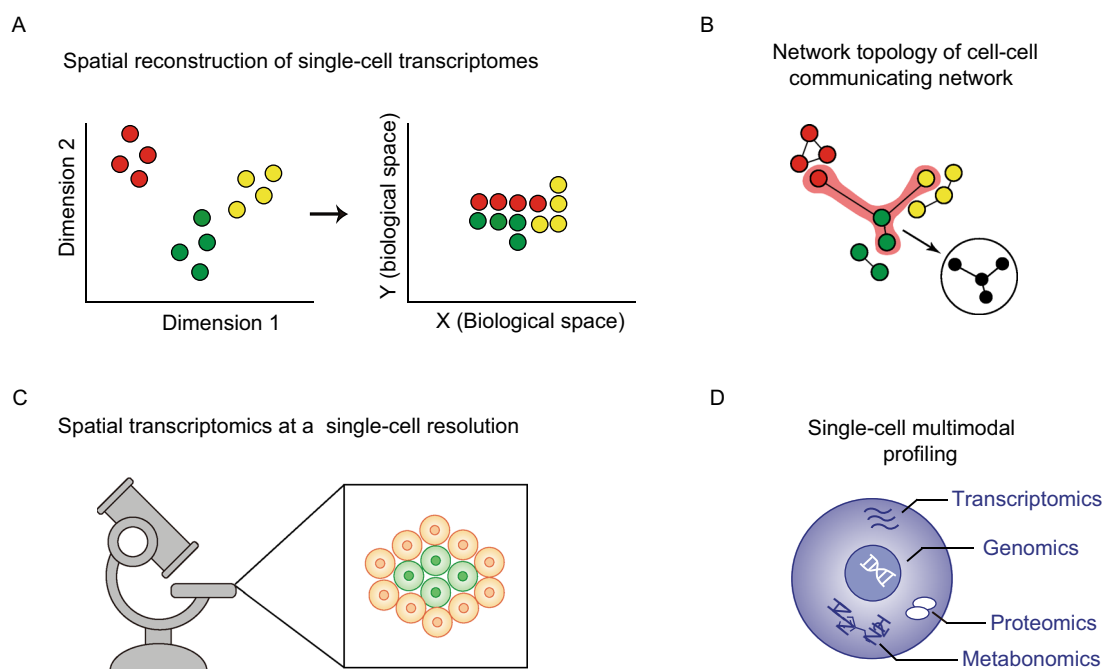 A
Spatial reconstruction of single-cell transcriptomes
Dimension 2
Dimension 1
Y (biological space)
X (Biological space)
B
Network topology of cell-cell
communicating network
C
Spatial transcriptomics at a single-cell resolution
D
Single-cell multimodal
profiling
Transcriptomics
Genomics
Proteomics
Metabonomics